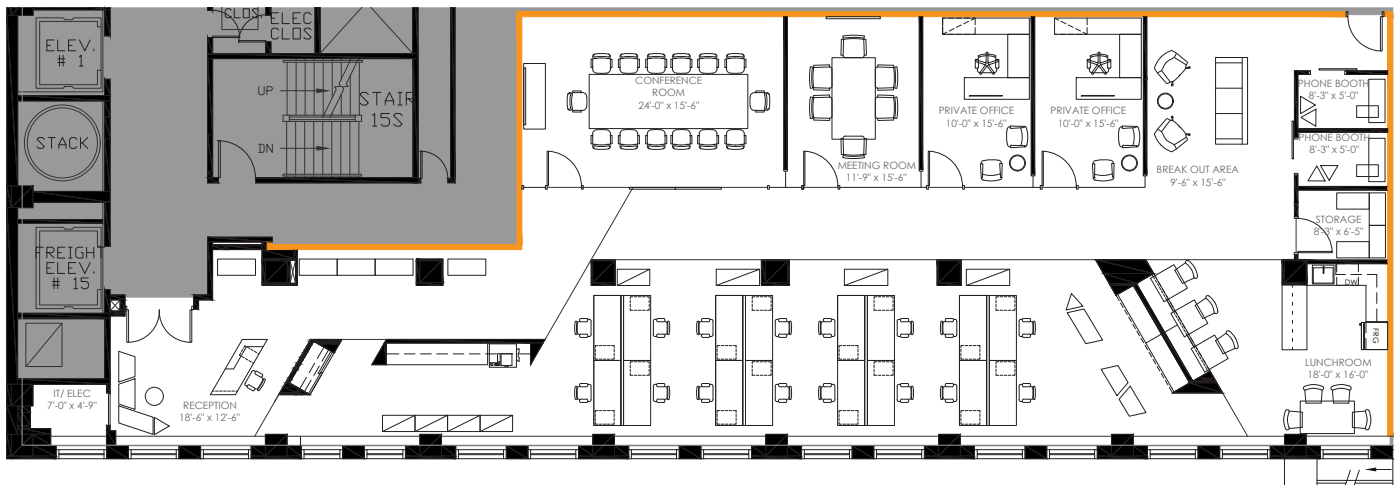 CLOS
ELEC
CLOS
ELEV.
# 1
UP
STAIR
15S
DN
STACK
FREIGHT
ELEV.
# 15
CONFERENCE
ROOM
24'-0" x 15'-6"
MEETING ROOM
11'-9" x 15'-6"
PRIVATE OFFICE
10'-0" x 15'-6"
PRIVATE OFFICE
10'-0" x 15'-6"
BREAK OUT AREA
9'-6" x 15'-6"
PHONE BOOTH
8'-3" x 5'-0"
PHONE BOOTH
8'-3" x 5'-0"
STORAGE
8'-3" x 6'-5"
DW
FRG
LUNCHROOM
18'-0" x 16'-0"
IT/ ELEC
7'-0" x 4'-9"
RECEPTION
18'-6" x 12'-6"